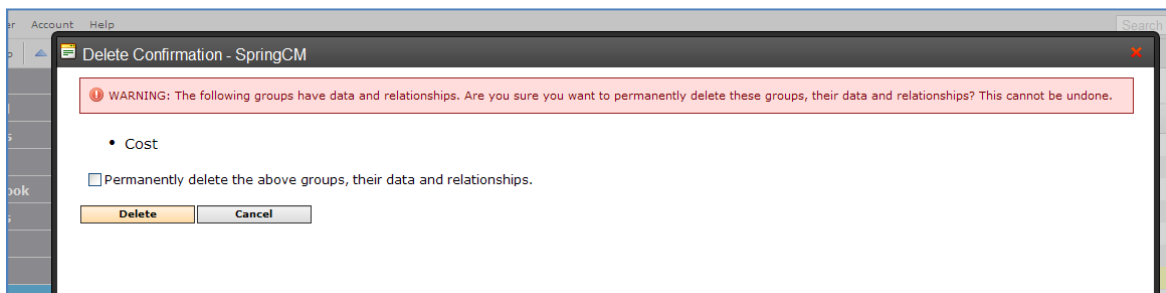 Account Help
Search
Delete Confirmation - SpringCM
WARNING: The following groups have data and relationships. Are you sure you want to permanently delete these groups, their data and relationships? This cannot be undone.
• Cost
Permanently delete the above groups, their data and relationships.
Delete Cancel